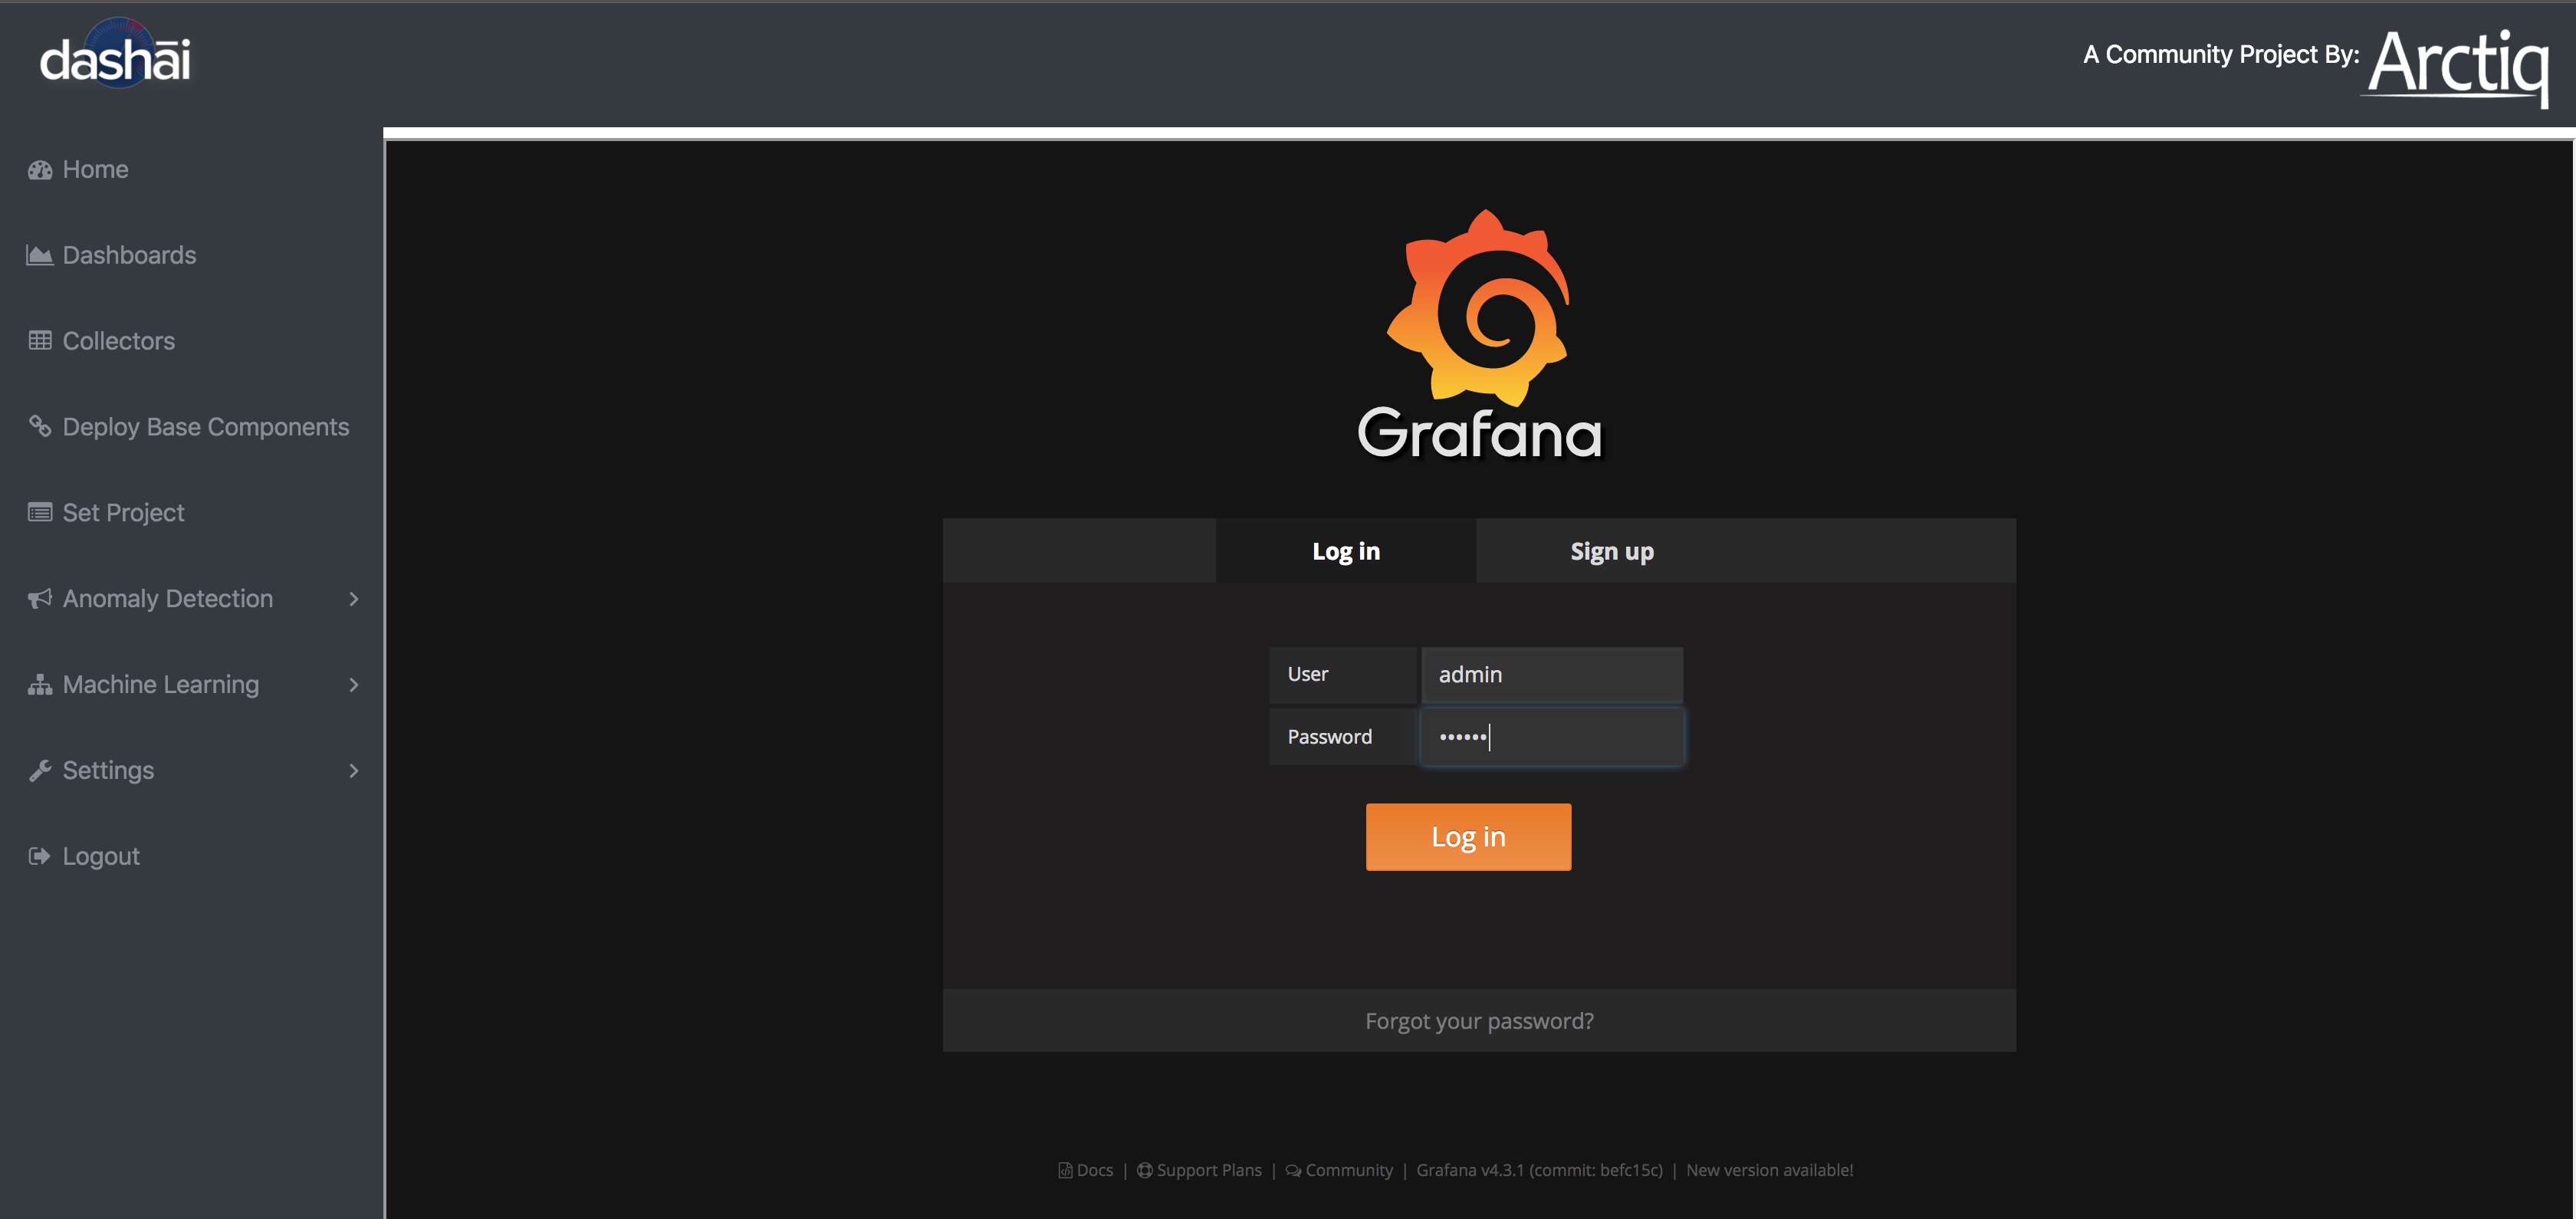 dashāi
A Community Project By: Arctiq
Home
Dashboards
Collectors
Deploy Base Components
Set Project
Anomaly Detection
Machine Learning
Settings
Logout
Grafana
Log in Sign up
User admin
Password ••••••
Log in
Forgot your password?
Docs | Support Plans | Community | Grafana v4.3.1 (commit: befc15c) | New version available!